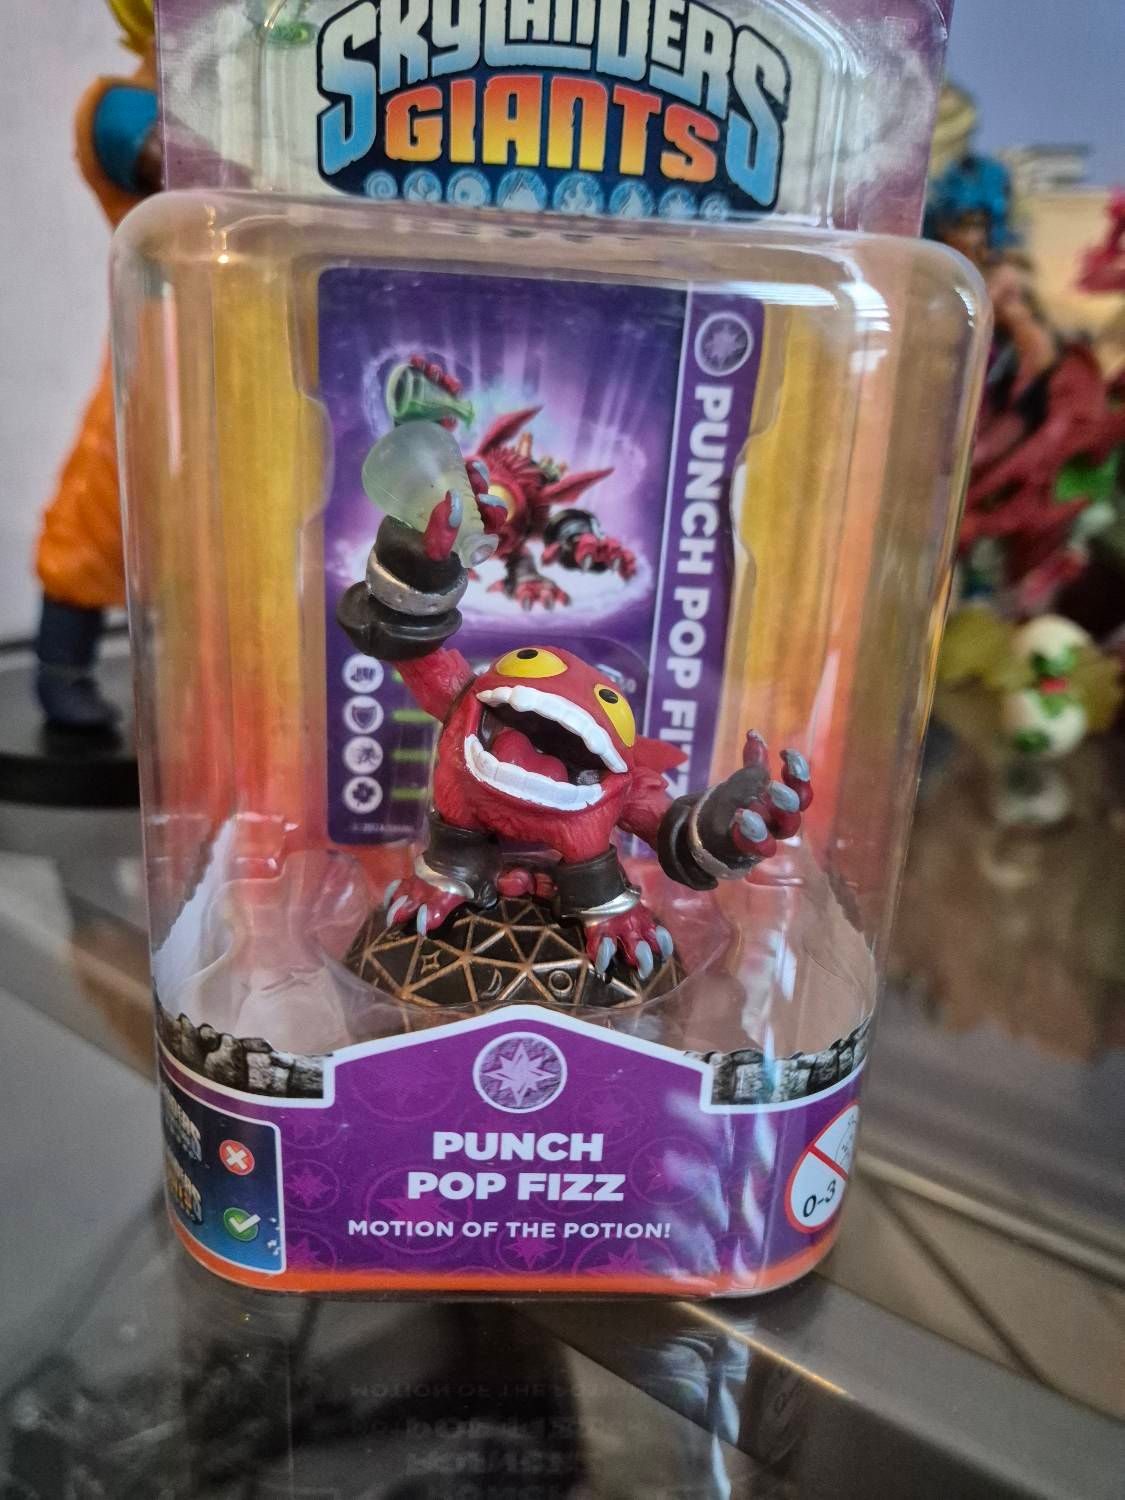 SKYLANDERS
GIANTS
PUNCH POP FIZZ
PUNCH
POP FIZZ
MOTION OF THE POTION!
0-3